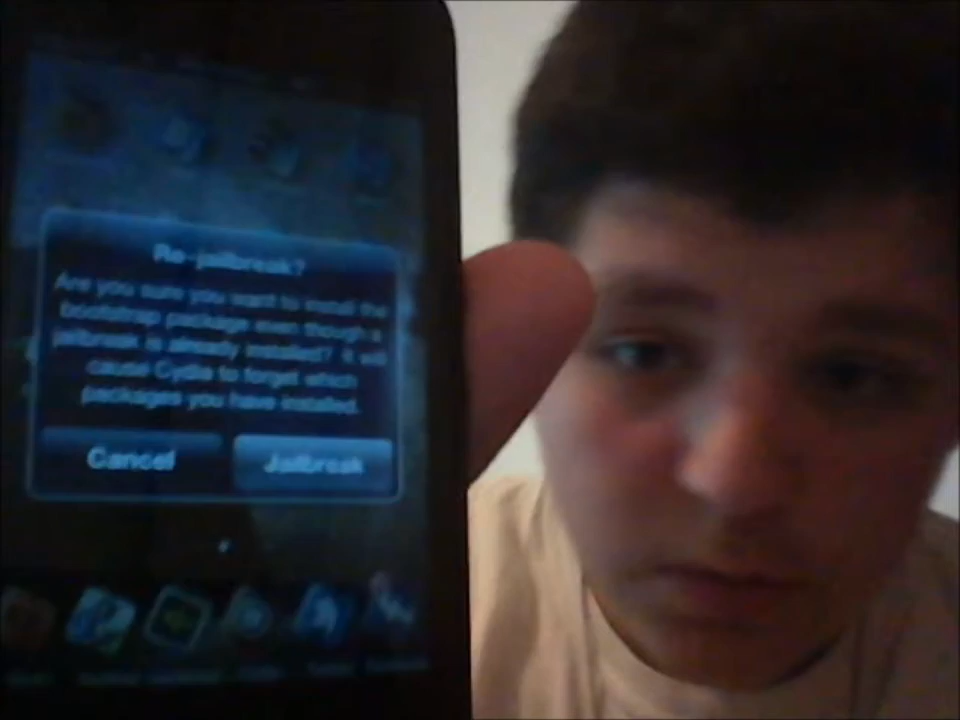 Re-jailbreak?
Are you sure you want to install the
bootstrap package even though a
jailbreak is already installed? It will
cause Cydia to forget which
packages you have installed.
Cancel
Jailbreak